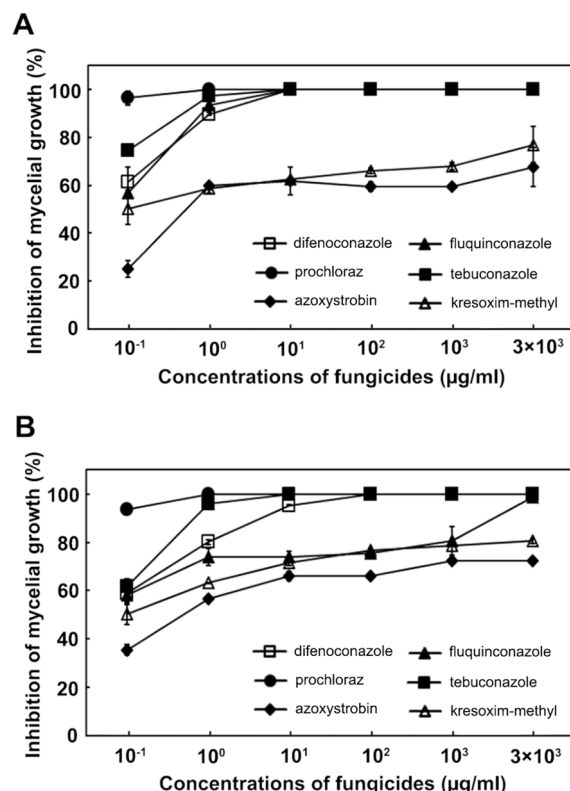 A
Inhibition of mycelial growth (%)
100
80
60
40
20
0
difenoconazole
fluquinconazole
prochloraz
tebuconazole
azoxystrobin
kresoxim-methyl
10⁻¹ 10⁰ 10¹ 10² 10³ 3×10³
Concentrations of fungicides (µg/ml)
B
Inhibition of mycelial growth (%)
100
80
60
40
20
0
difenoconazole
fluquinconazole
prochloraz
tebuconazole
azoxystrobin
kresoxim-methyl
10⁻¹ 10⁰ 10¹ 10² 10³ 3×10³
Concentrations of fungicides (µg/ml)